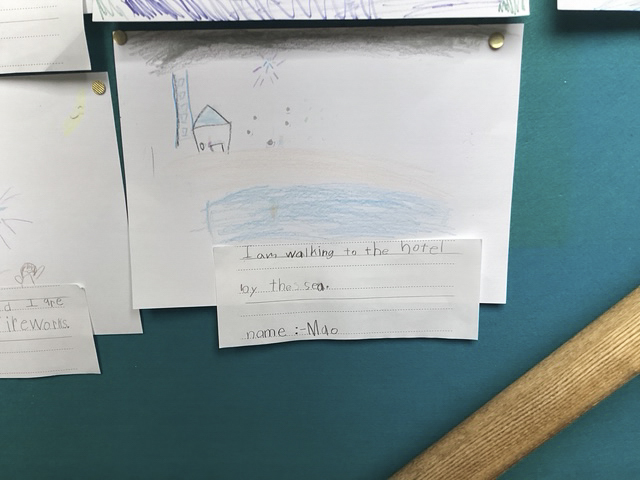 I am walking to the hotel
by the sea.
name :- Mao
d I are
ireworks.